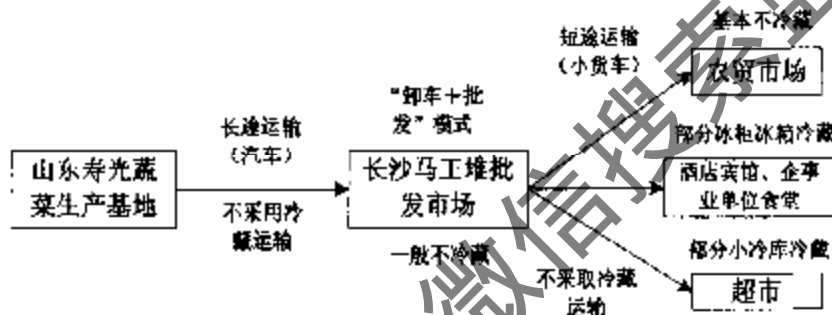 山东寿光蔬
菜生产基地
长途运输
（汽车）
不采用冷
藏运输
“卸车＋批
发”模式
长沙马王堆批
发市场
一般不冷藏
短途运输
（小货车）
不采取冷藏
运输
基本不冷藏
农贸市场
部分冰柜冰箱冷藏
酒店宾馆、企事
业单位食堂
部分小冷库冷藏
超市
微信搜索